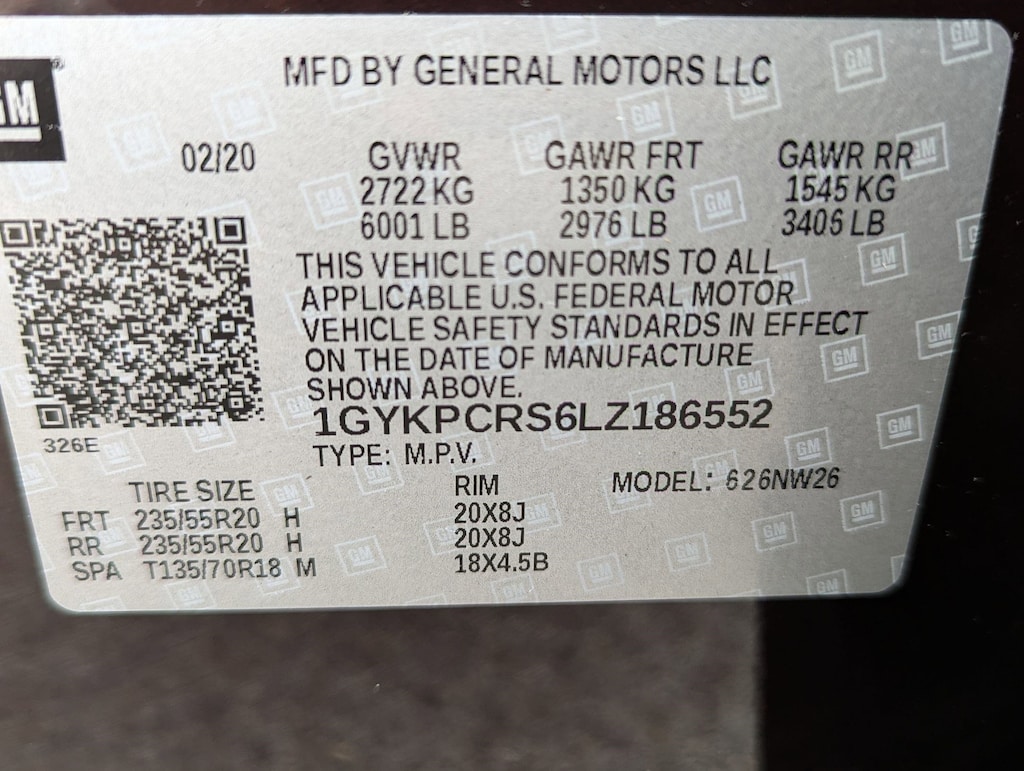 GM
MFD BY GENERAL MOTORS LLC
02/20 GVWR GAWR FRT GAWR RR
2722 KG 1350 KG 1545 KG
6001 LB 2976 LB 3406 LB
THIS VEHICLE CONFORMS TO ALL
APPLICABLE U.S. FEDERAL MOTOR
VEHICLE SAFETY STANDARDS IN EFFECT
ON THE DATE OF MANUFACTURE
SHOWN ABOVE.
1GYKPCRS6LZ186552
326E
TYPE: M.P.V.
TIRE SIZE RIM MODEL: 626NW26
FRT 235/55R20 H 20X8J
RR 235/55R20 H 20X8J
SPA T135/70R18 M 18X4.5B